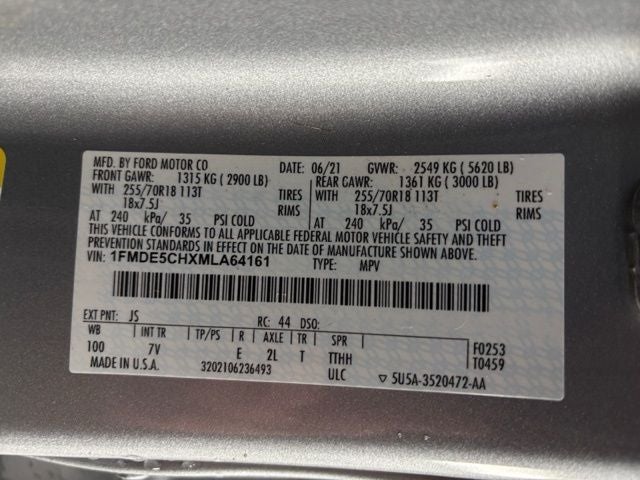 MFD. BY FORD MOTOR CO DATE: 06/21 GVWR: 2549 KG ( 5620 LB)
FRONT GAWR: 1315 KG ( 2900 LB) REAR GAWR: 1361 KG ( 3000 LB)
WITH 255/70R18 113T TIRES WITH 255/70R18 113T TIRES
18x7.5J RIMS 18x7.5J RIMS
AT 240 kPa/ 35 PSI COLD AT 240 kPa/ 35 PSI COLD
THIS VEHICLE CONFORMS TO ALL APPLICABLE FEDERAL MOTOR VEHICLE SAFETY AND THEFT
PREVENTION STANDARDS IN EFFECT ON THE DATE OF MANUFACTURE SHOWN ABOVE.
VIN: 1FMDE5CHXMLA64161 TYPE: MPV
EXT PNT: JS RC: 44 DSO:
WB INT TR TP/PS R AXLE TR SPR
100 7V E 2L T TTHH F0253
T0459
MADE IN U.S.A. 3202106236493 ULC ▽ 5U5A-3520472-AA